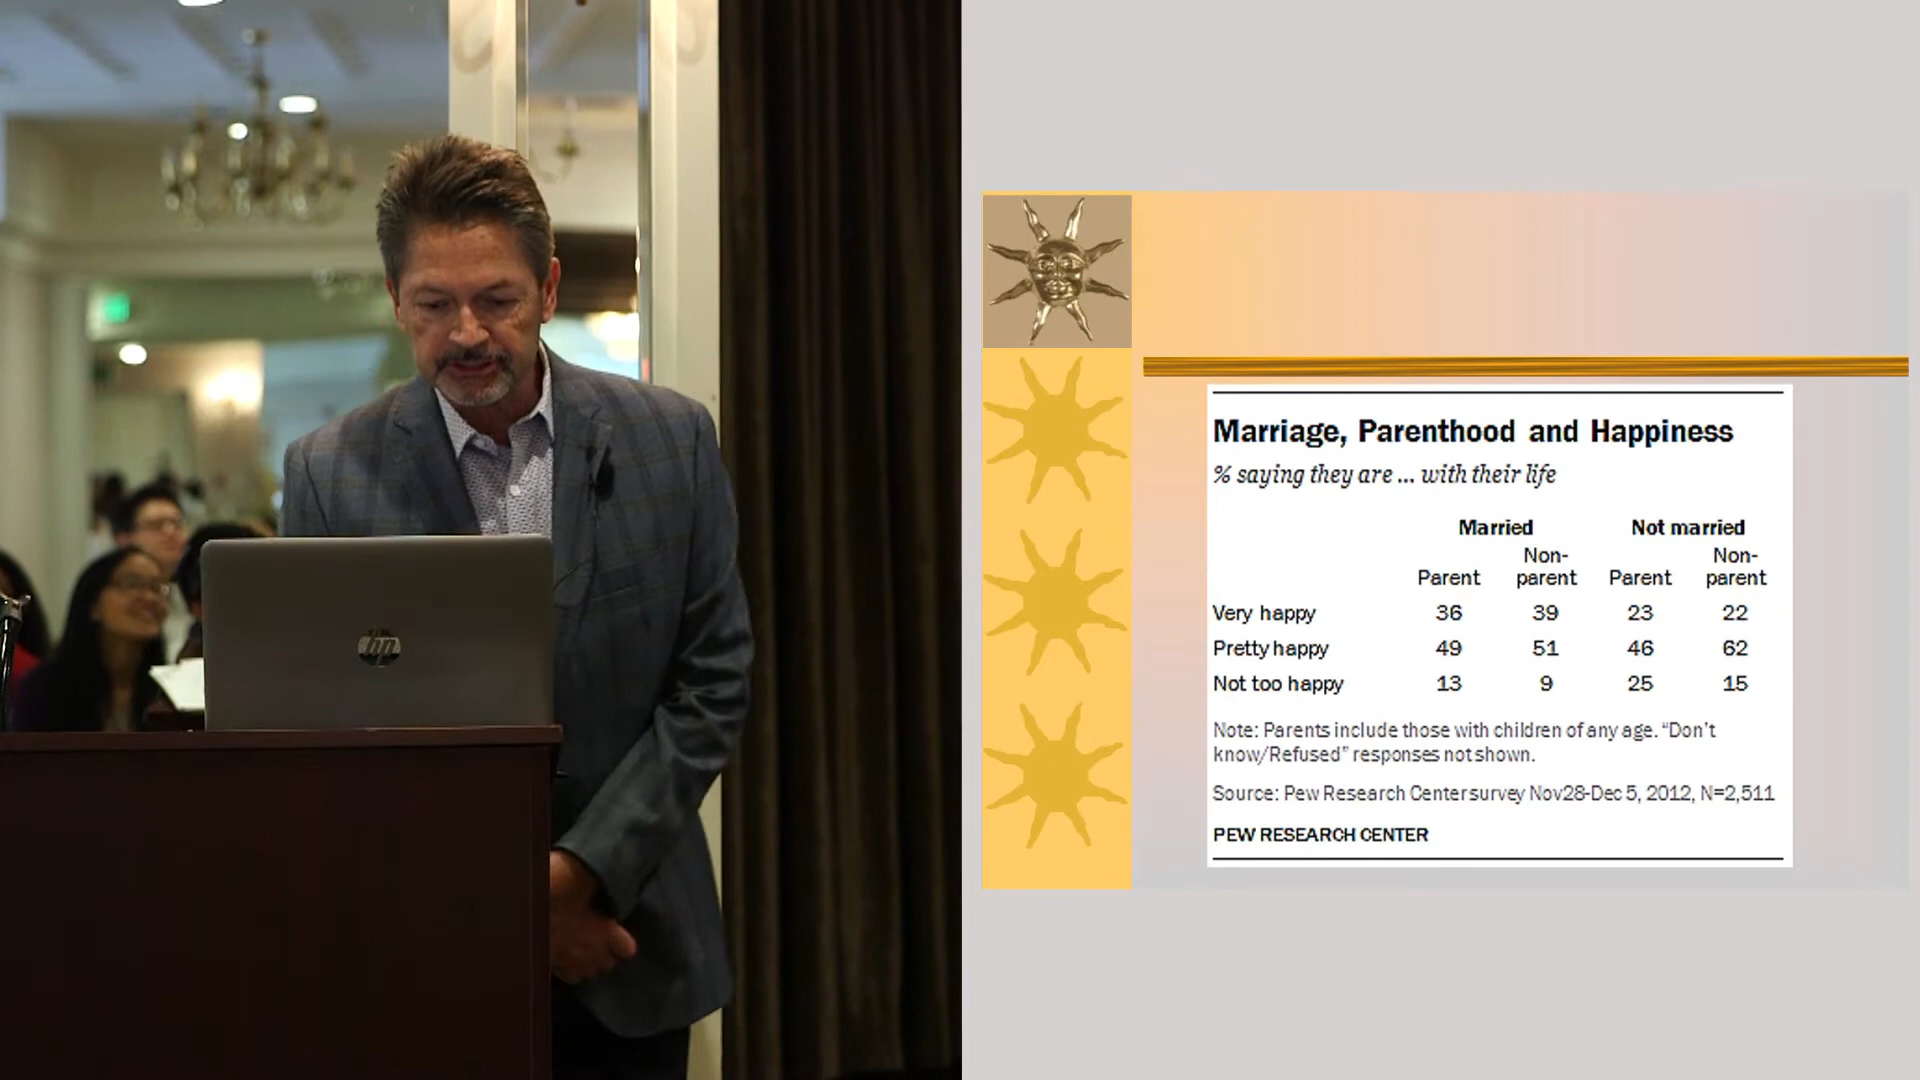 hp
Marriage, Parenthood and Happiness
% saying they are ... with their life
Married Not married
Parent Non-parent Parent Non-parent
Very happy 36 39 23 22
Pretty happy 49 51 46 62
Not too happy 13 9 25 15
Note: Parents include those with children of any age. “Don’t
know/Refused” responses not shown.
Source: Pew Research Center survey Nov 28-Dec 5, 2012, N=2,511
PEW RESEARCH CENTER